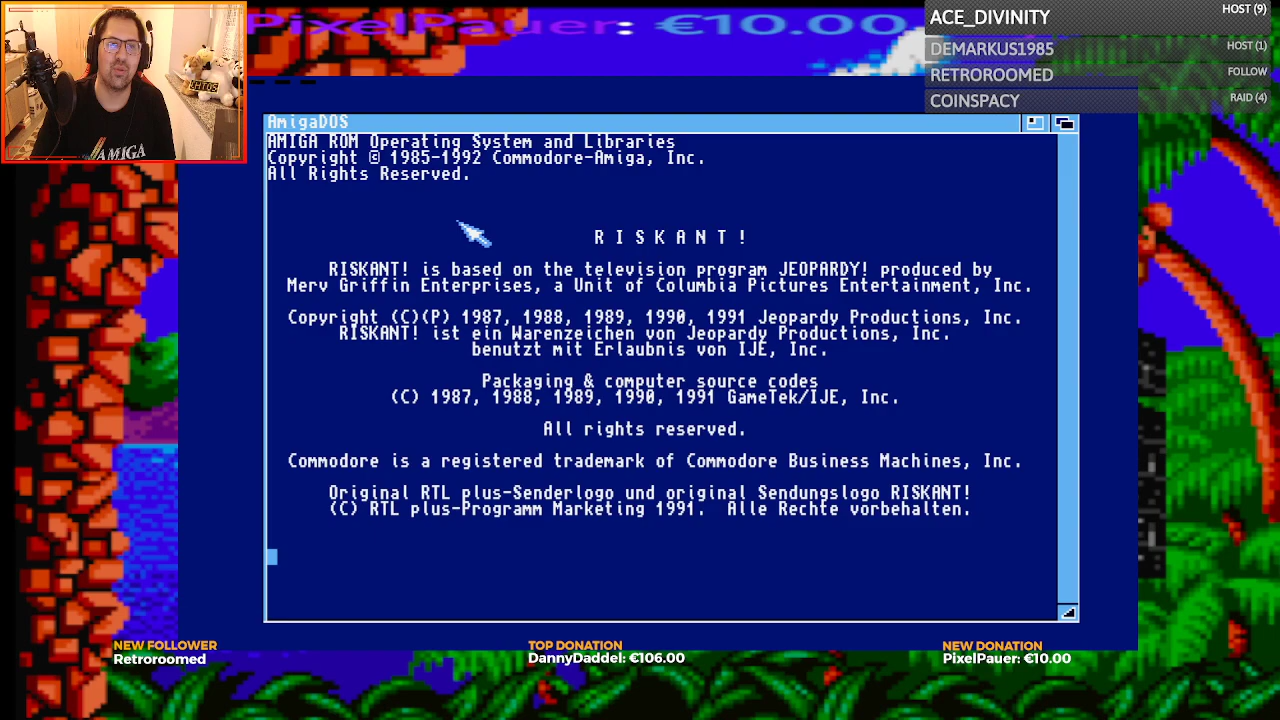 PixelPauer: €10.00
ACE_DIVINITY HOST (9)
DEMARKUS1985 HOST (1)
RETROROOMED FOLLOW
COINSPACY RAID (4)
AMIGA
AmigaDOS
AMIGA ROM Operating System and Libraries
Copyright © 1985-1992 Commodore-Amiga, Inc.
All Rights Reserved.
R I S K A N T !
RISKANT! is based on the television program JEOPARDY! produced by
Merv Griffin Enterprises, a Unit of Columbia Pictures Entertainment, Inc.
Copyright (C)(P) 1987, 1988, 1989, 1990, 1991 Jeopardy Productions, Inc.
RISKANT! ist ein Warenzeichen von Jeopardy Productions, Inc.
benutzt mit Erlaubnis von IJE, Inc.
Packaging & computer source codes
(C) 1987, 1988, 1989, 1990, 1991 GameTek/IJE, Inc.
All rights reserved.
Commodore is a registered trademark of Commodore Business Machines, Inc.
Original RTL plus-Senderlogo und original Sendungslogo RISKANT!
(C) RTL plus-Programm Marketing 1991.  Alle Rechte vorbehalten.
NEW FOLLOWER
Retroroomed
TOP DONATION
DannyDaddel: €106.00
NEW DONATION
PixelPauer: €10.00